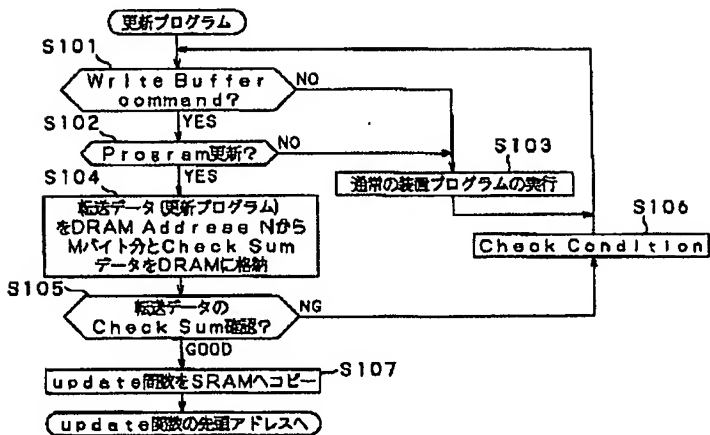 更新プログラム
S101
Write Buffer
command?
NO
YES
S102
Program更新?
NO
YES
S103
通常の装置プログラムの実行
S104
転送データ(更新プログラム)
をDRAM Address Nから
Mバイト分とCheck Sum
データをDRAMに格納
S106
Check Condition
S105
転送データの
Check Sum確認?
NG
GOOD
update関数をSRAMへコピー
S107
update関数の先頭アドレスへ